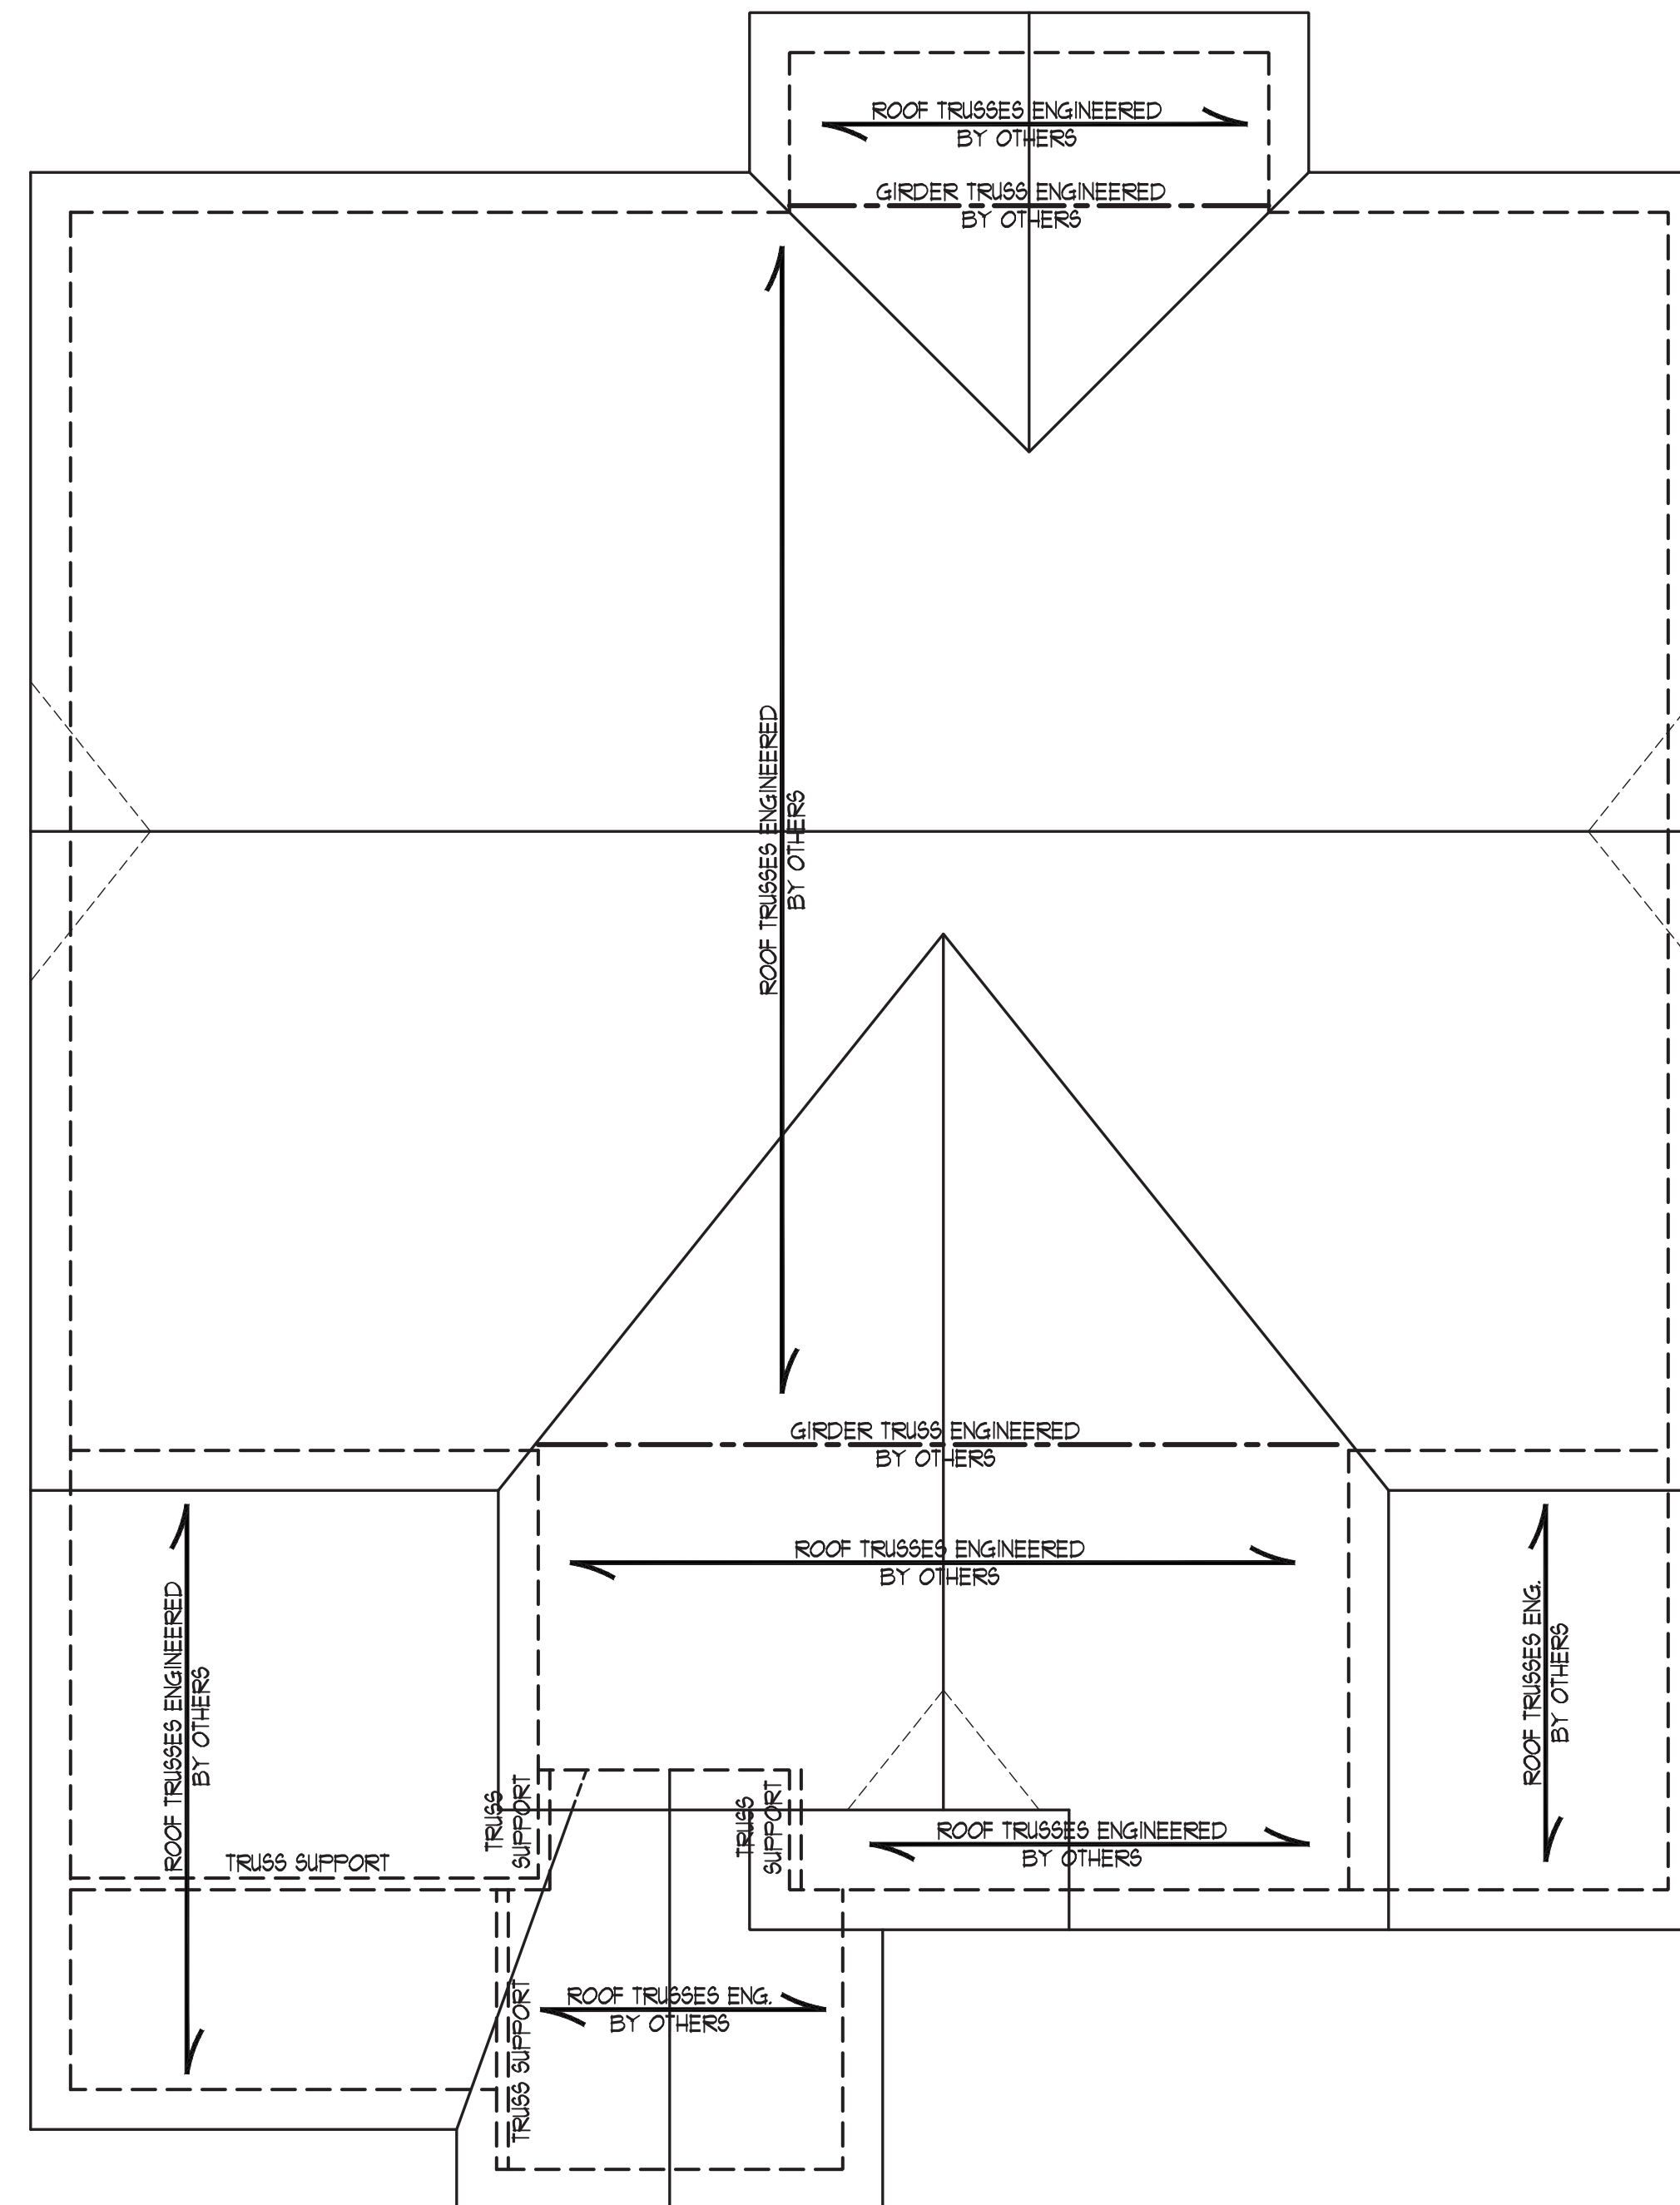 ROOF TRUSSES ENGINEERED
BY OTHERS
GIRDER TRUSS ENGINEERED
BY OTHERS
ROOF TRUSSES ENGINEERED
BY OTHERS
GIRDER TRUSS ENGINEERED
BY OTHERS
ROOF TRUSSES ENGINEERED
BY OTHERS
ROOF TRUSSES ENGINEERED
BY OTHERS
ROOF TRUSSES ENG.
BY OTHERS
TRUSS
SUPPORT
TRUSS
SUPPORT
ROOF TRUSSES ENGINEERED
BY OTHERS
TRUSS SUPPORT
TRUSS SUPPORT
ROOF TRUSSES ENG.
BY OTHERS